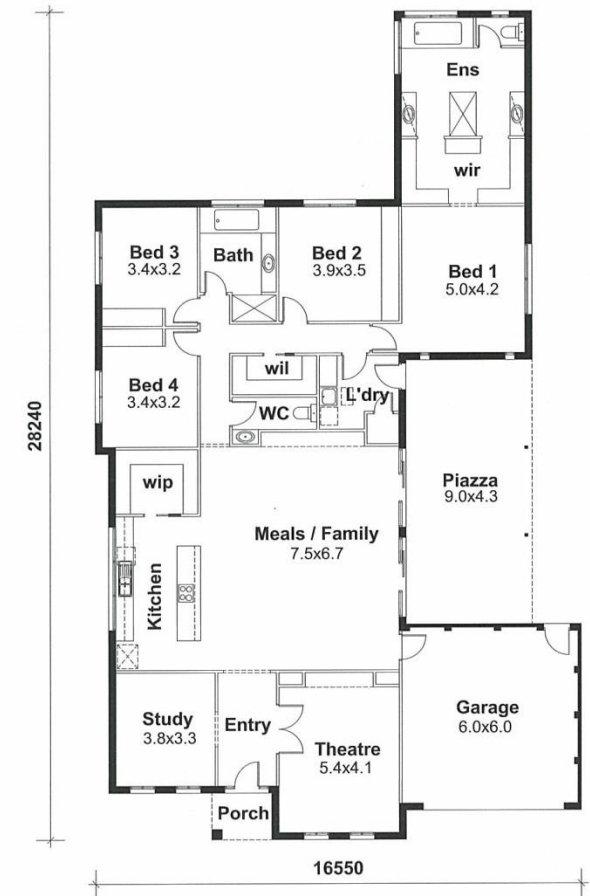 Ens
wir
Bed 3
3.4x3.2
Bath
Bed 2
3.9x3.5
Bed 1
5.0x4.2
Bed 4
3.4x3.2
wil
L'dry
WC
28240
wip
Piazza
9.0x4.3
Meals / Family
7.5x6.7
Kitchen
Study
3.8x3.3
Entry
Theatre
5.4x4.1
Garage
6.0x6.0
Porch
16550